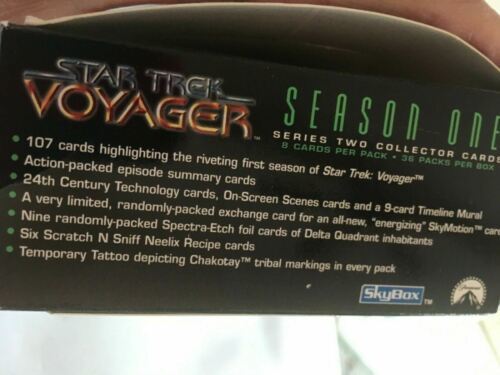 STAR TREK
VOYAGER™
SEASON ONE
SERIES TWO COLLECTOR CARDS
8 CARDS PER PACK • 36 PACKS PER BOX
• 107 cards highlighting the riveting first season of Star Trek: Voyager™
• Action-packed episode summary cards
• 24th Century Technology cards, On-Screen Scenes cards and a 9-card Timeline Mural
• A very limited, randomly-packed exchange card for an all-new, "energizing" SkyMotion™ card
• Nine randomly-packed Spectra-Etch foil cards of Delta Quadrant inhabitants
• Six Scratch N Sniff Neelix Recipe cards
• Temporary Tattoo depicting Chakotay™ tribal markings in every pack
SKYBOX™
Paramount